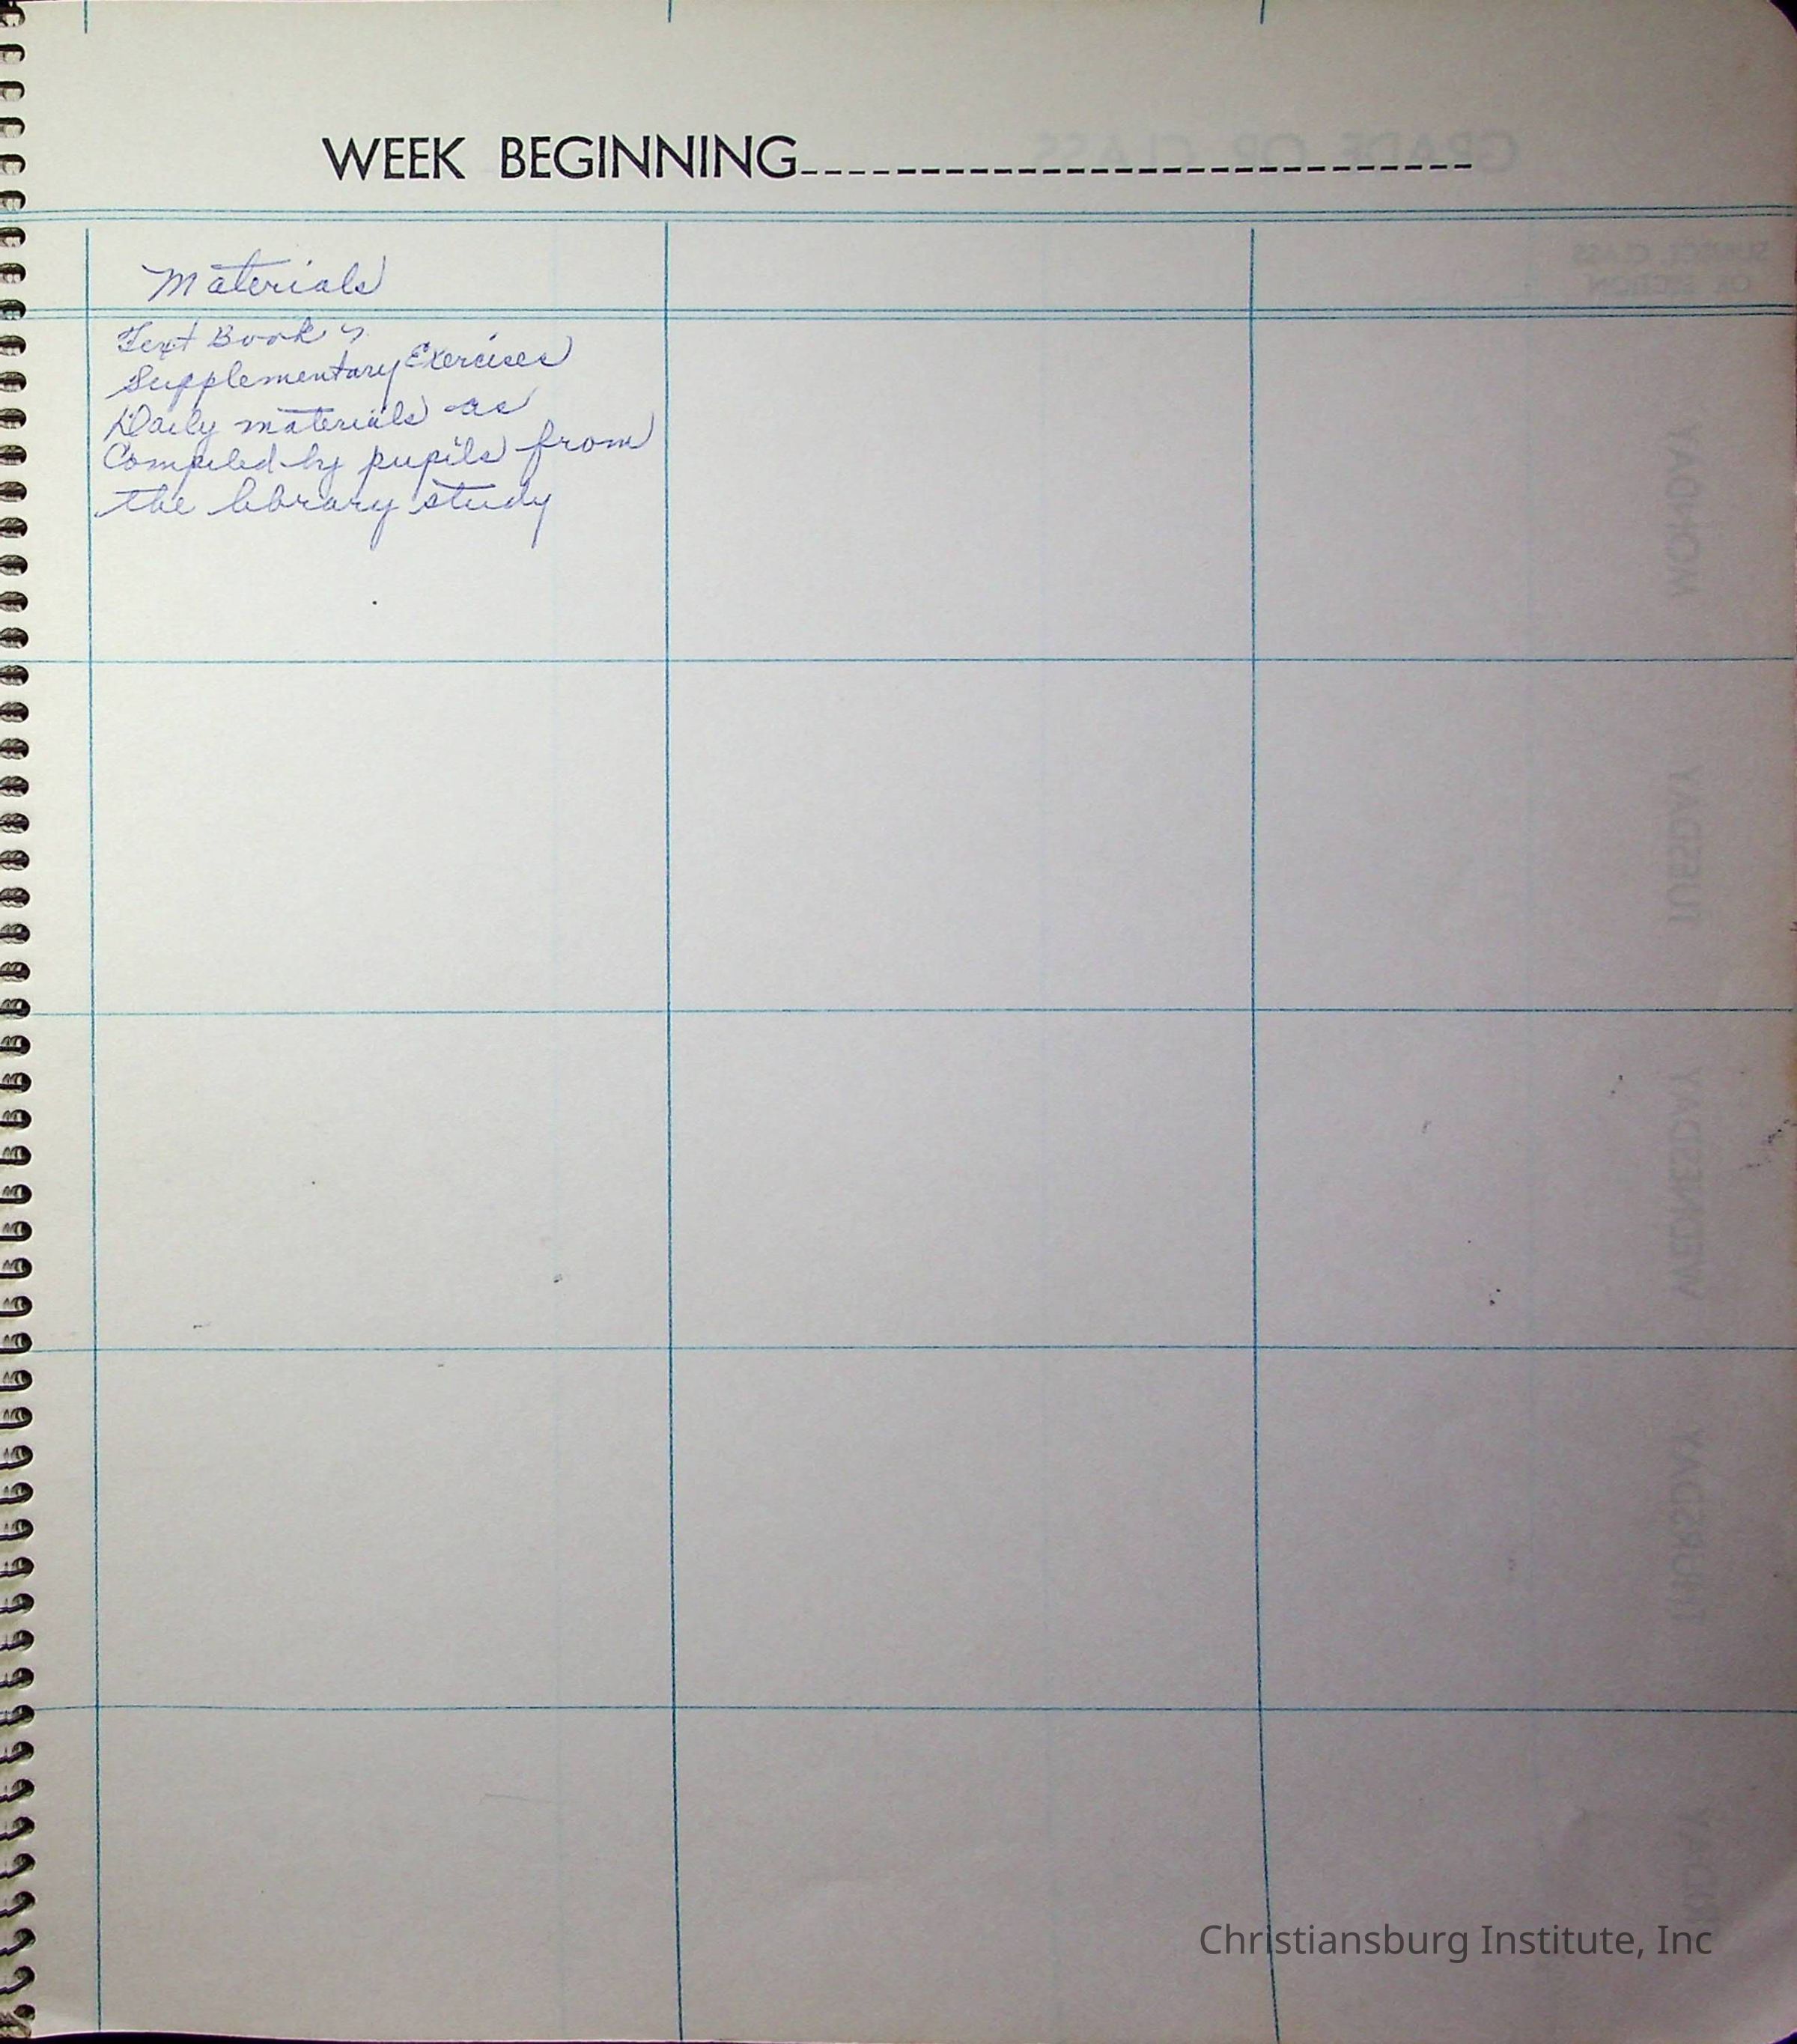 WEEK BEGINNING
Materials
Text Book
Supplementary Exercises
Daily materials as
Compiled by pupils from
the library study
Christiansburg Institute, Inc